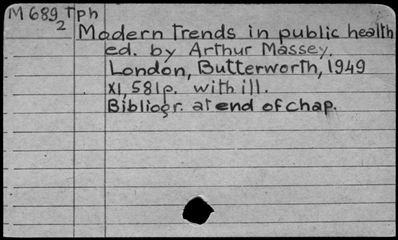 M 689 Tph
2
Modern trends in public health
ed. by Arthur Massey.
London, Butterworth, 1949
XI, 581p. with ill.
Bibliogr. at end of chap.